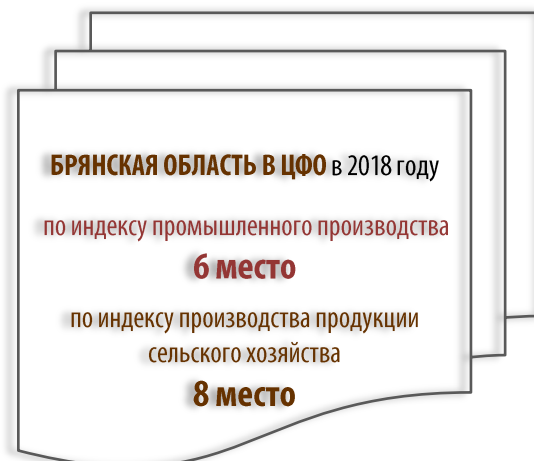 БРЯНСКАЯ ОБЛАСТЬ В ЦФО в 2018 году
по индексу промышленного производства
6 место
по индексу производства продукции
сельского хозяйства
8 место